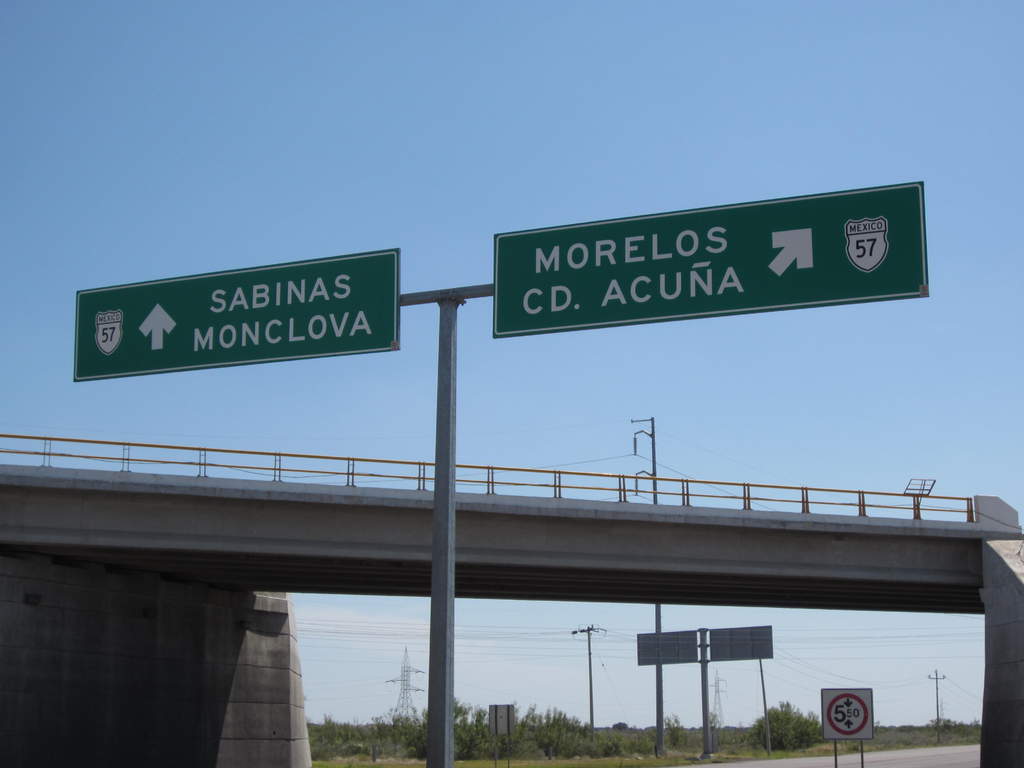 MEXICO
57
SABINAS
MONCLOVA
MORELOS
CD. ACUÑA
MEXICO
57
5.50